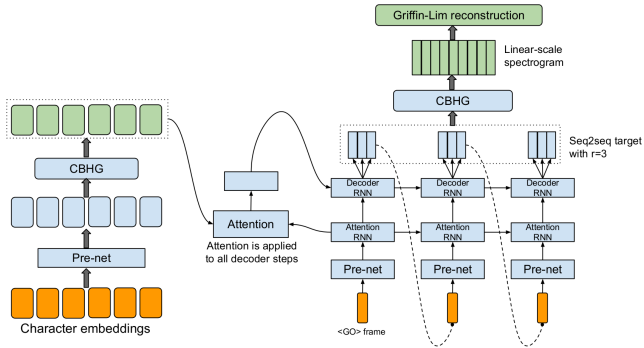 Griffin-Lim reconstruction
Linear-scale
spectrogram
CBHG
Seq2seq target
with r=3
CBHG
Decoder
RNN
Decoder
RNN
Decoder
RNN
Attention
Attention is applied
to all decoder steps
Attention
RNN
Attention
RNN
Attention
RNN
Pre-net
Pre-net
Pre-net
Pre-net
<GO> frame
Character embeddings